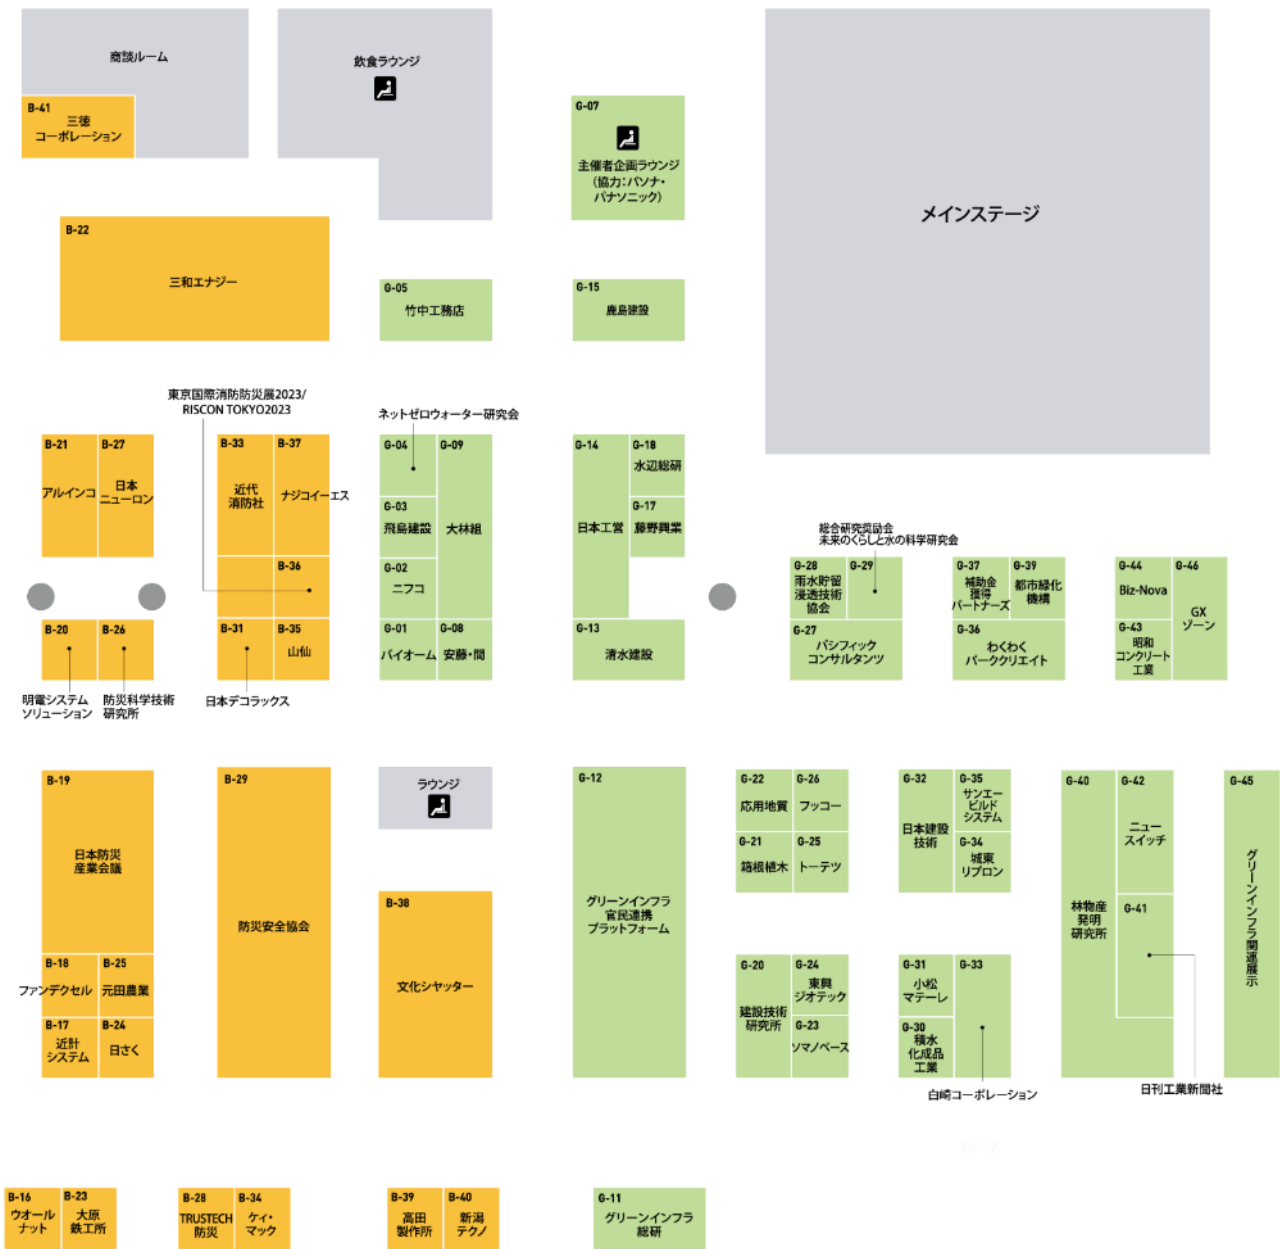 商談ルーム
B-41
三徳
コーポレーション
飲食ラウンジ
G-07
主催者企画ラウンジ
(協力:パソナ・
パナソニック)
メインステージ
B-22
三和エナジー
G-05
竹中工務店
G-15
鹿島建設
東京国際消防防災展2023/
RISCON TOKYO2023
ネットゼロウォーター研究会
B-21
アルインコ
B-27
日本
ニューロン
B-33
近代
消防社
B-37
ナジコイーエス
B-36
G-04
G-09
大林組
G-03
飛島建設
G-02
ニフコ
G-14
日本工営
G-18
水辺総研
G-17
藤野興業
総合研究奨励会
未来のくらしと水の科学研究会
G-28
雨水貯留
浸透技術
協会
G-29
G-37
補助金
獲得
パートナーズ
G-39
都市緑化
機構
G-44
Biz-Nova
G-46
GX
ゾーン
B-20
B-26
B-31
B-35
山仙
G-01
バイオーム
G-08
安藤・間
G-13
清水建設
G-27
パシフィック
コンサルタンツ
G-36
わくわく
パーククリエイト
G-43
昭和
コンクリート
工業
明電システム
ソリューション
防災科学技術
研究所
日本デコラックス
B-19
日本防災
産業会議
B-29
防災安全協会
ラウンジ
G-12
グリーンインフラ
官民連携
プラットフォーム
G-22
応用地質
G-26
フッコー
G-21
箱根植木
G-25
トーテツ
G-32
日本建設
技術
G-35
サンエー
ビルド
システム
G-34
城東
リプロン
G-40
林物産
発明
研究所
G-42
ニュー
スイッチ
G-41
G-45
グリーンインフラ関連展示
B-38
文化シヤッター
B-18
ファンデクセル
B-25
元田農業
B-17
近計
システム
B-24
日さく
G-20
建設技術
研究所
G-24
東興
ジオテック
G-23
ソマノベース
G-31
小松
マテーレ
G-33
G-30
積水
化成品
工業
白崎コーポレーション
日刊工業新聞社
G-12
B-16
ウオール
ナット
B-23
大原
鉄工所
B-28
TRUSTECH
防災
B-34
ケイ・
マック
B-39
高田
製作所
B-40
新潟
テクノ
G-11
グリーンインフラ
総研